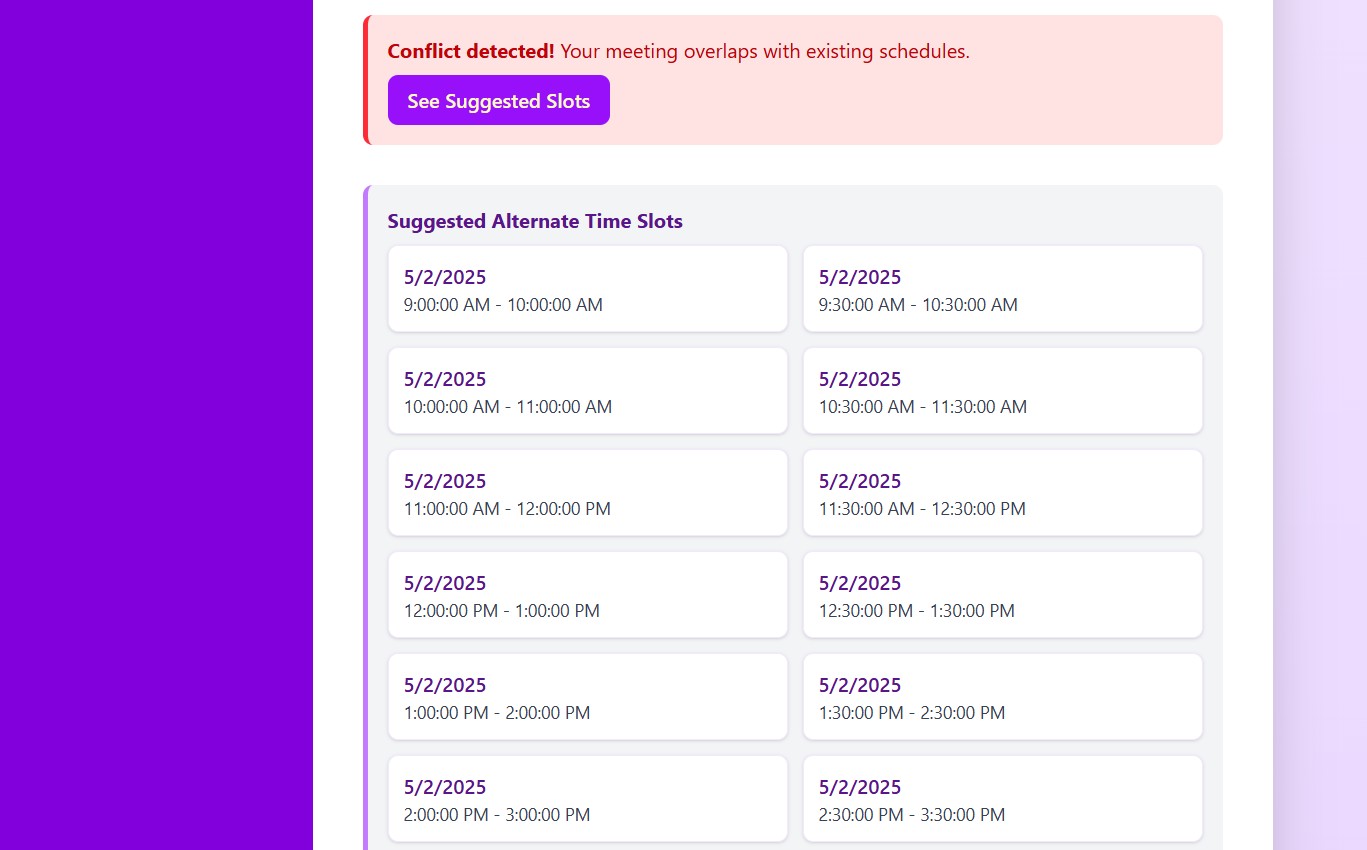 Conflict detected! Your meeting overlaps with existing schedules.
See Suggested Slots
Suggested Alternate Time Slots
5/2/2025
9:00:00 AM - 10:00:00 AM
5/2/2025
9:30:00 AM - 10:30:00 AM
5/2/2025
10:00:00 AM - 11:00:00 AM
5/2/2025
10:30:00 AM - 11:30:00 AM
5/2/2025
11:00:00 AM - 12:00:00 PM
5/2/2025
11:30:00 AM - 12:30:00 PM
5/2/2025
12:00:00 PM - 1:00:00 PM
5/2/2025
12:30:00 PM - 1:30:00 PM
5/2/2025
1:00:00 PM - 2:00:00 PM
5/2/2025
1:30:00 PM - 2:30:00 PM
5/2/2025
2:00:00 PM - 3:00:00 PM
5/2/2025
2:30:00 PM - 3:30:00 PM